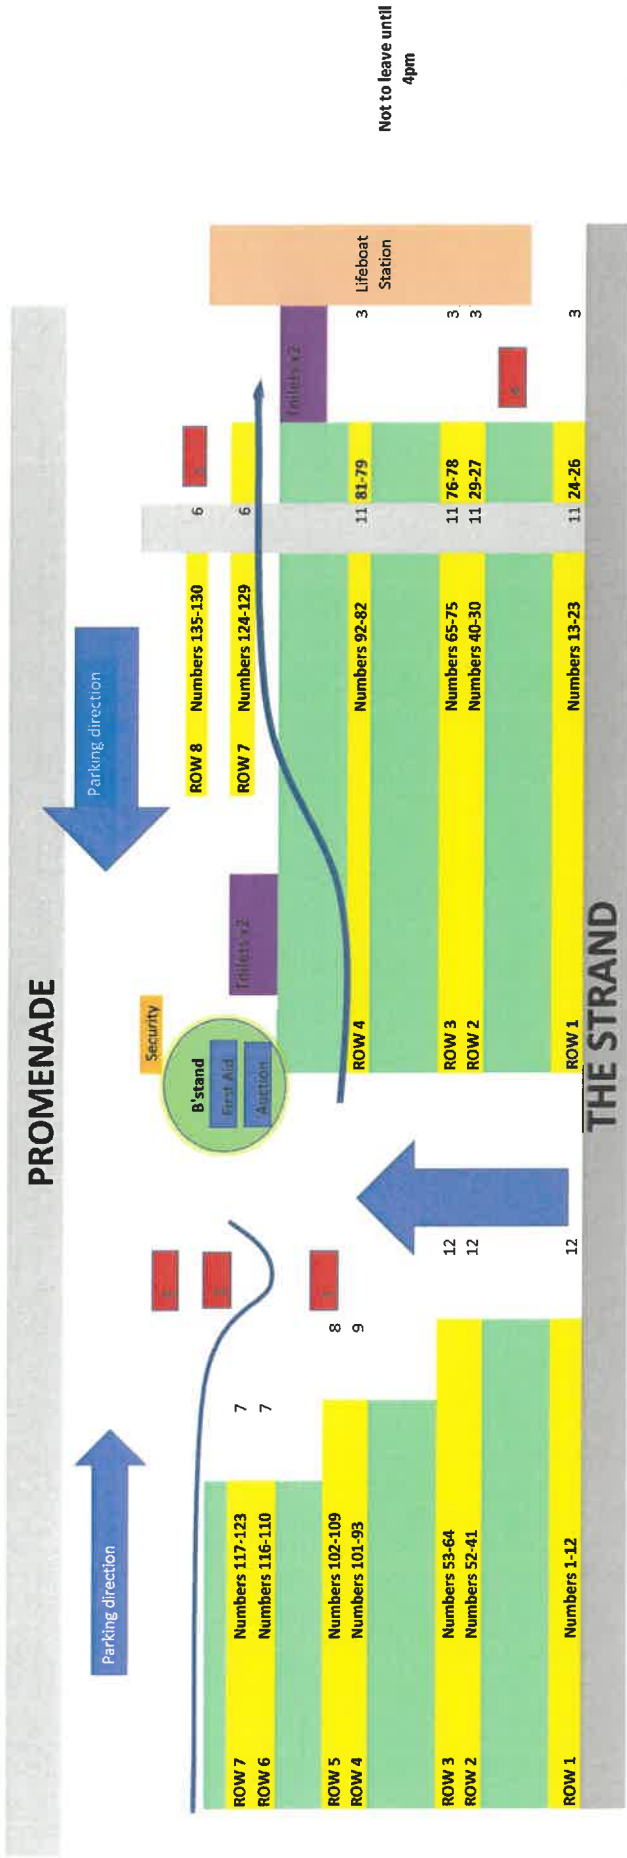 PROMENADE
Parking direction
Parking direction
Security
B'stand
First Aid
Auction
Toilets x2
ROW 8 Numbers 135-130 6
ROW 7 Numbers 117-123 7
ROW 7 Numbers 124-129 6
ROW 6 Numbers 116-110 7
Toilets x2
ROW 5 Numbers 102-109 8
ROW 4 Numbers 101-93 9
ROW 4 Numbers 92-82 11 81-79 3
Lifeboat
Station
Not to leave until
4pm
ROW 3 Numbers 53-64 12
ROW 3 Numbers 65-75 11 76-78 3
ROW 2 Numbers 52-41 12
ROW 2 Numbers 40-30 11 29-27 3
ROW 1 Numbers 1-12 12
ROW 1 Numbers 13-23 11 24-26 3
THE STRAND